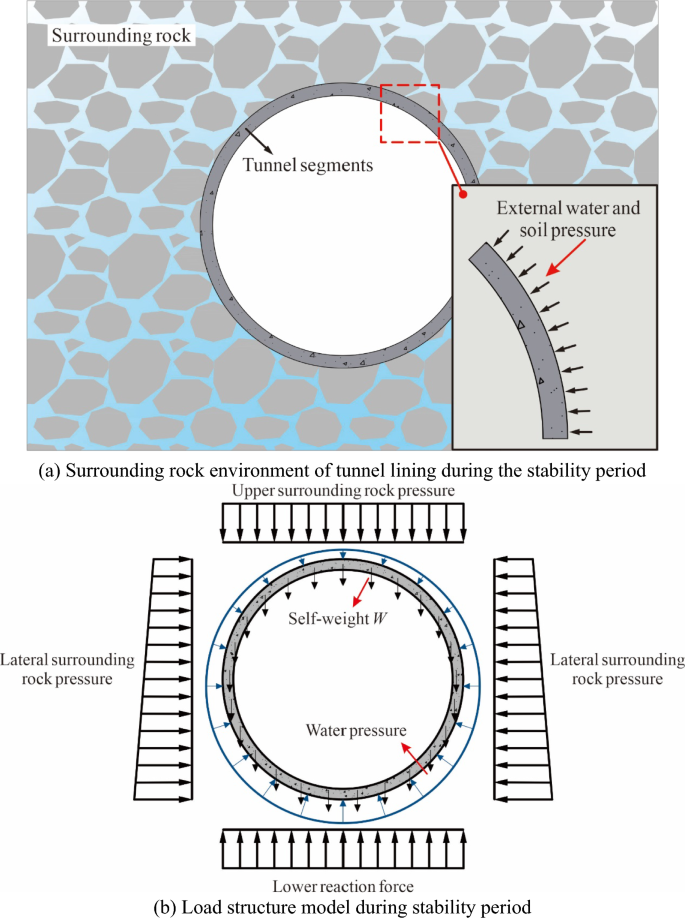 Surrounding rock
Tunnel segments
External water and
soil pressure
(a) Surrounding rock environment of tunnel lining during the stability period
Upper surrounding rock pressure
Self-weight W
Lateral surrounding
rock pressure
Lateral surrounding
rock pressure
Water pressure
Lower reaction force
(b) Load structure model during stability period